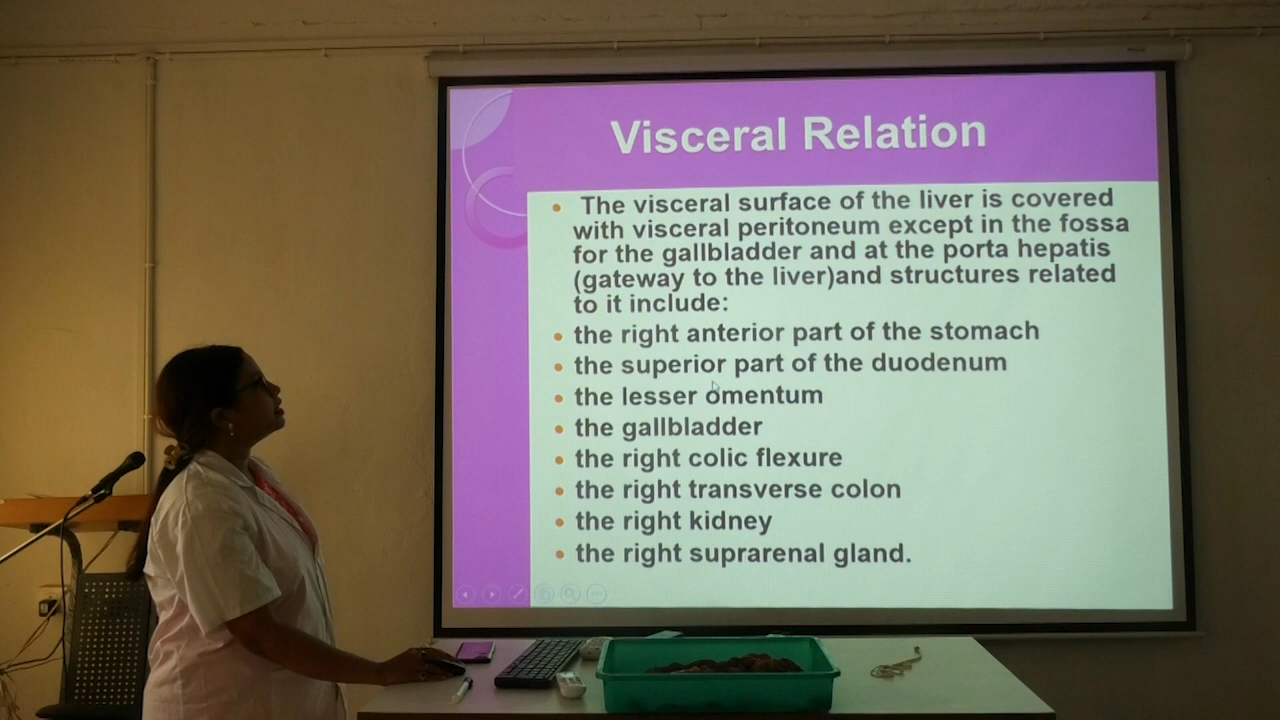 Visceral Relation
The visceral surface of the liver is covered
with visceral peritoneum except in the fossa
for the gallbladder and at the porta hepatis
(gateway to the liver)and structures related
to it include:
the right anterior part of the stomach
the superior part of the duodenum
the lesser omentum
the gallbladder
the right colic flexure
the right transverse colon
the right kidney
the right suprarenal gland.